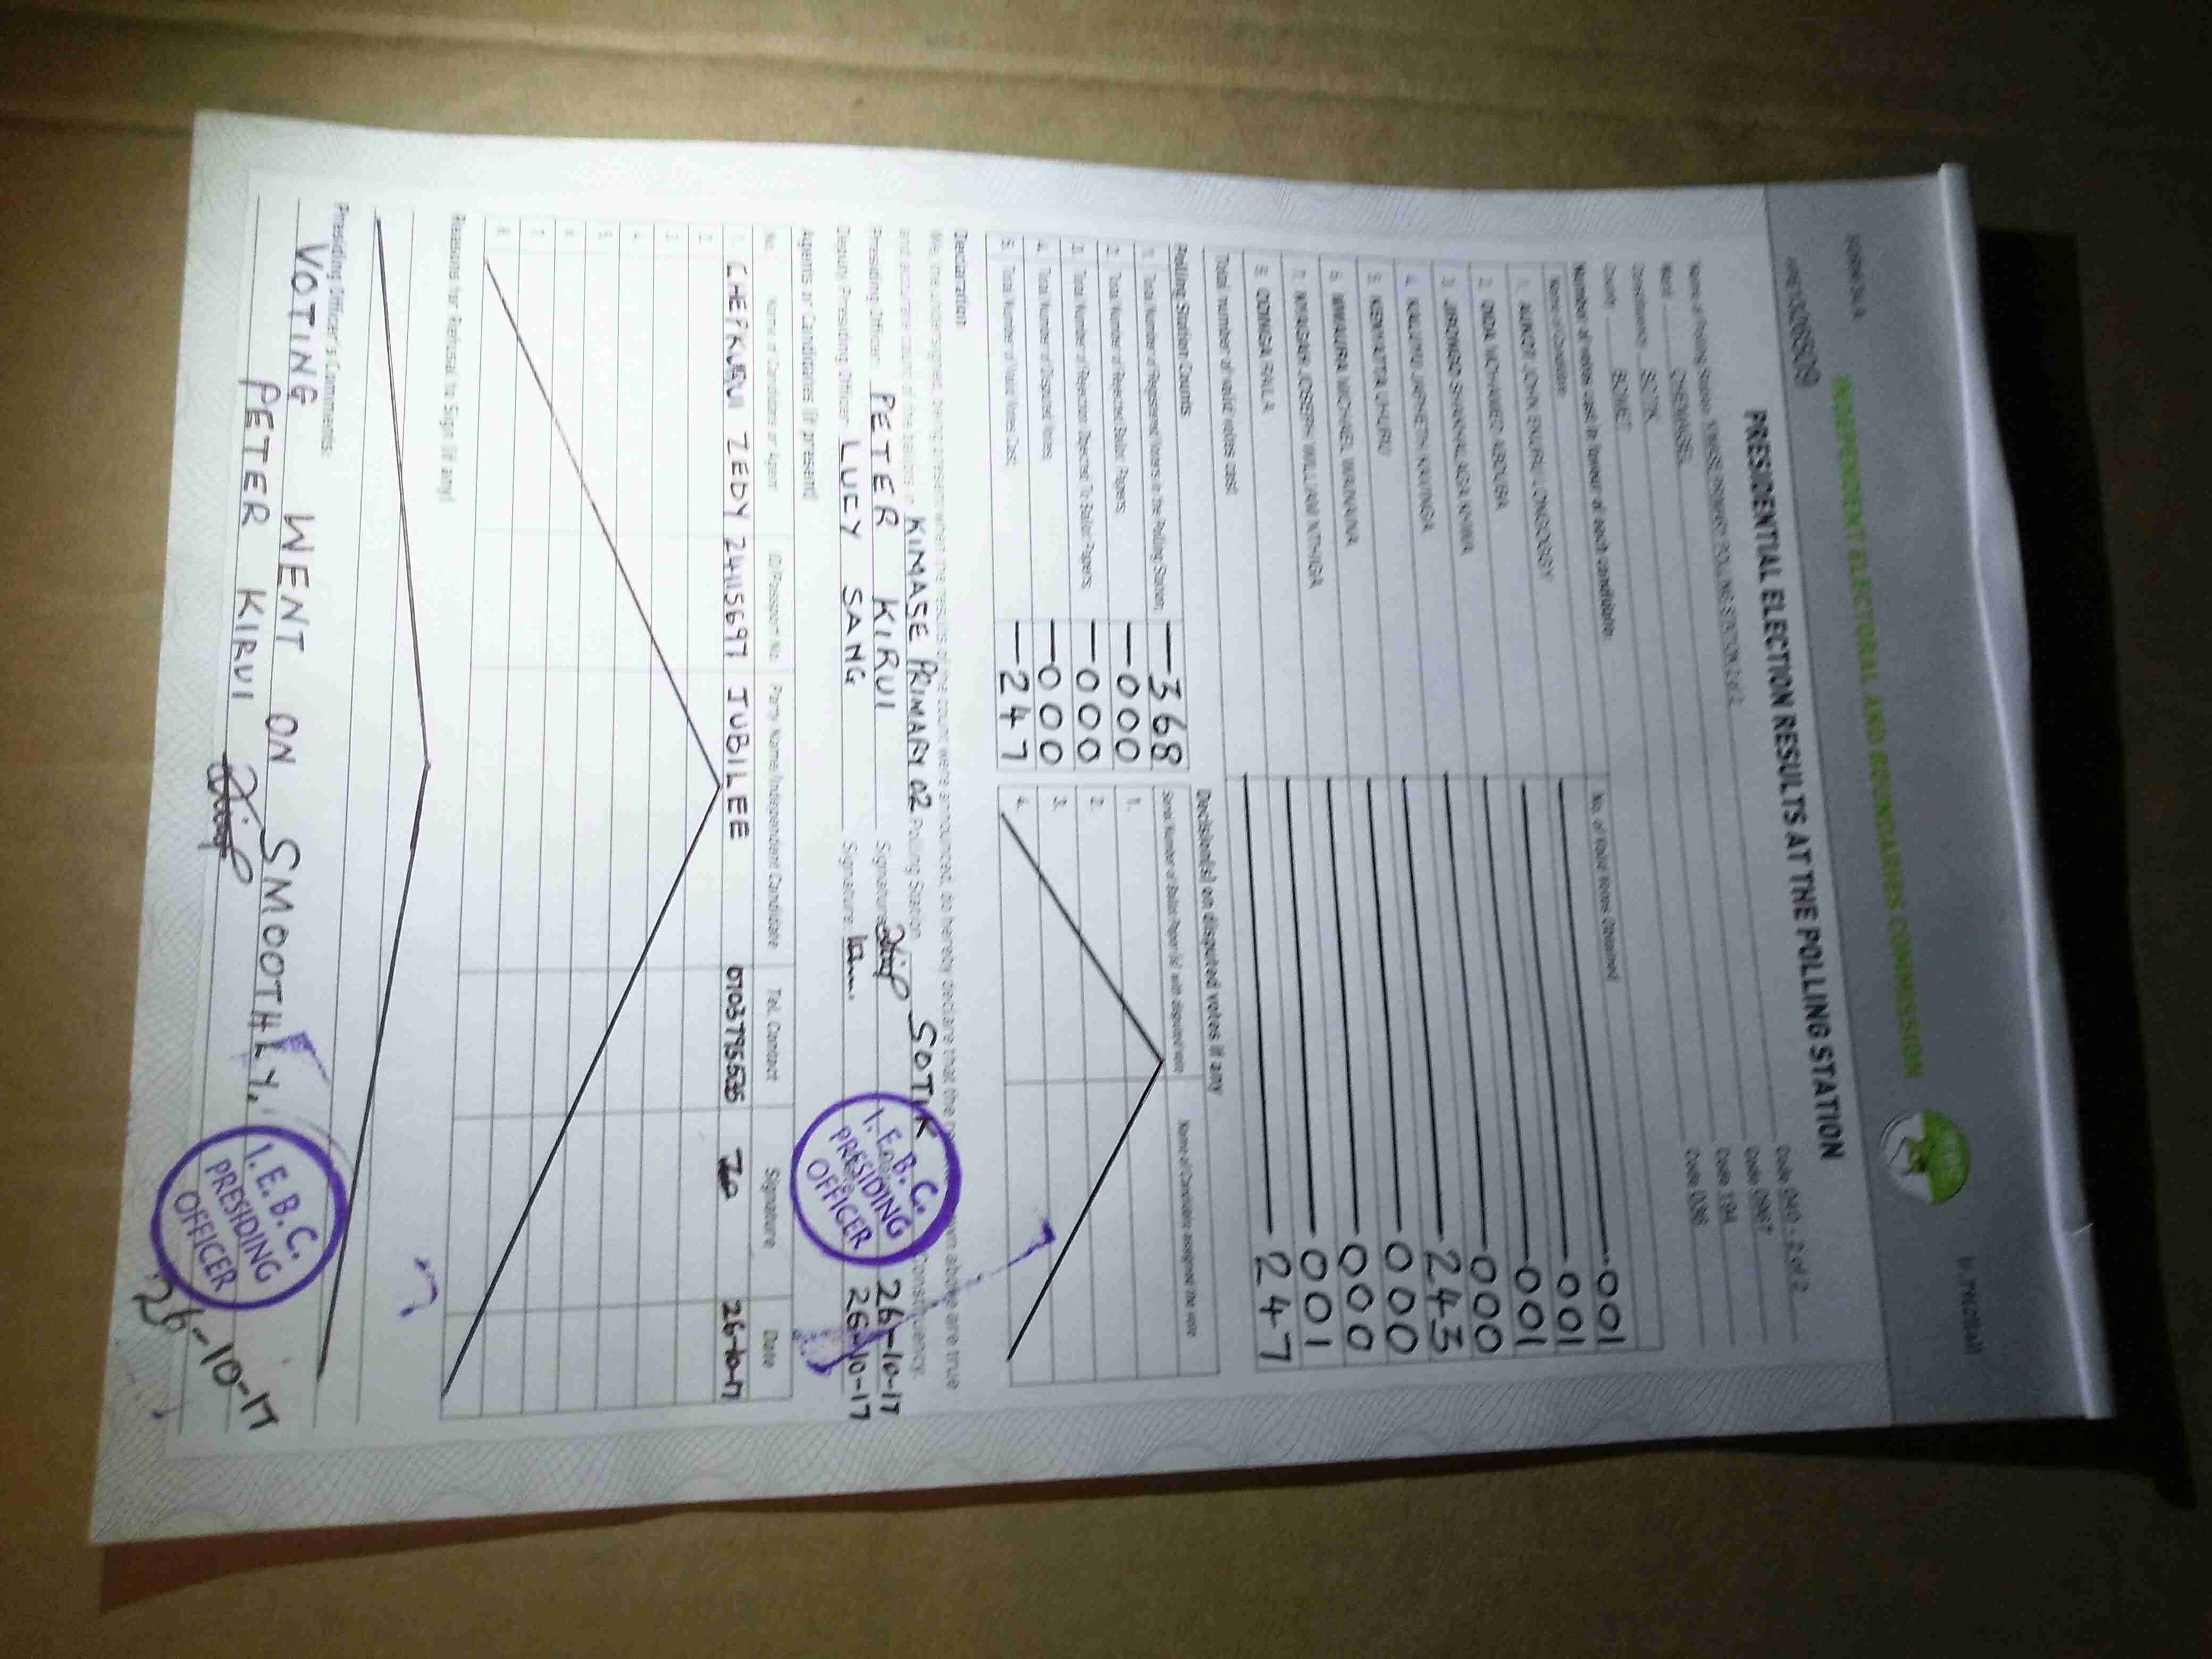 FORM 34 A
INDEPENDENT ELECTORAL AND BOUNDARIES COMMISSION
PRESIDENTIAL ELECTION RESULTS AT THE POLLING STATION
Name of Polling Station KIMASE PRIMARY POLLING STATION 2 of 2 Code 040 - 2 of 2
Ward CHEMAGEL Code 0967
Constituency SOTIK Code 194
County BOMET Code 036
Number of votes cast in favour of each candidate:
Name of Candidate No. of Valid Votes Obtained
1. AUKOT JOHN EKURU LONGOGGY 001
2. DIDA MOHAMED ABDUBA 001
3. JIRONGO SHAKHALAGA KHWA 001
4. KALUYU JAPHETH KAVINGA 000
5. KENYATTA UHURU 243
6. MWAURA MICHAEL WAINAINA 000
7. NYAGAH JOSEPH WILLIAM NTHIGA 000
8. ODINGA RAILA 001
Total number of valid votes cast 247
Polling Station Counts
1. Total Number of Registered Voters in the Polling Station: 368
2. Total Number of Rejected Ballot Papers: 000
3. Total Number of Rejection Objected To Ballot Papers: 000
4. Total Number of Disputed Votes: 000
5. Total Number of Valid Votes Cast: 247
Decision(s) on disputed votes if any
Serial Number of Ballot Paper(s) with disputed vote Name of Candidate assigned the vote
1.
2.
3.
4.
Declaration
We, the undersigned, being present when the results of the count were announced, do hereby declare that the shown above are true
and accurate count of the ballots in KIMASE PRIMARY 02 Polling Station SOTIK Constituency.
Presiding Officer PETER KIRUI Signature 26-10-17
Deputy Presiding Officer LUEY SANG Signature 26-10-17
I.E.B.C. PRESIDING OFFICER
Agents or Candidates (if present)
No. Name of Candidate or Agent ID/Passport No. Party Name/Independent Candidate Tel. Contact Signature Date
1. CHEPKURUI ZEDY 24115697 JUBILEE 26-10-17
2.
3.
4.
5.
6.
7.
8.
Reasons for Refusal to Sign (if any)
Presiding Officer's Comments:
VOTING WENT ON SMOOTHLY.
PETER KIRUI
I.E.B.C. PRESIDING OFFICER
26-10-17